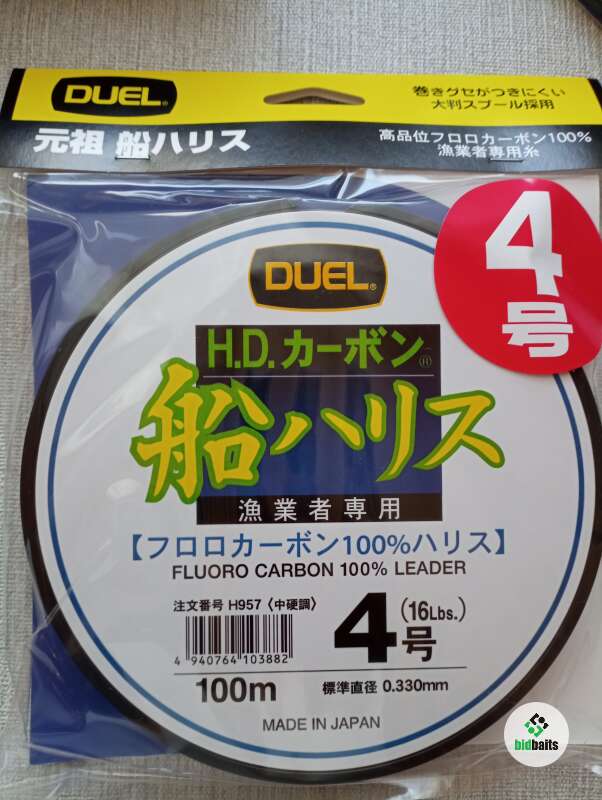 DUEL®
巻きグセがつきにくい
大判スプール採用
元祖 船ハリス
高品位フロロカーボン100%
漁業者専用糸
4
号
DUEL®
H.D.カーボン®
船ハリス
漁業者専用
【フロロカーボン100%ハリス】
FLUORO CARBON 100% LEADER
注文番号 H957〈中硬調〉
4 940764 103882
4号
(16Lbs.)
100m
標準直径 0.330mm
MADE IN JAPAN
bidbaits